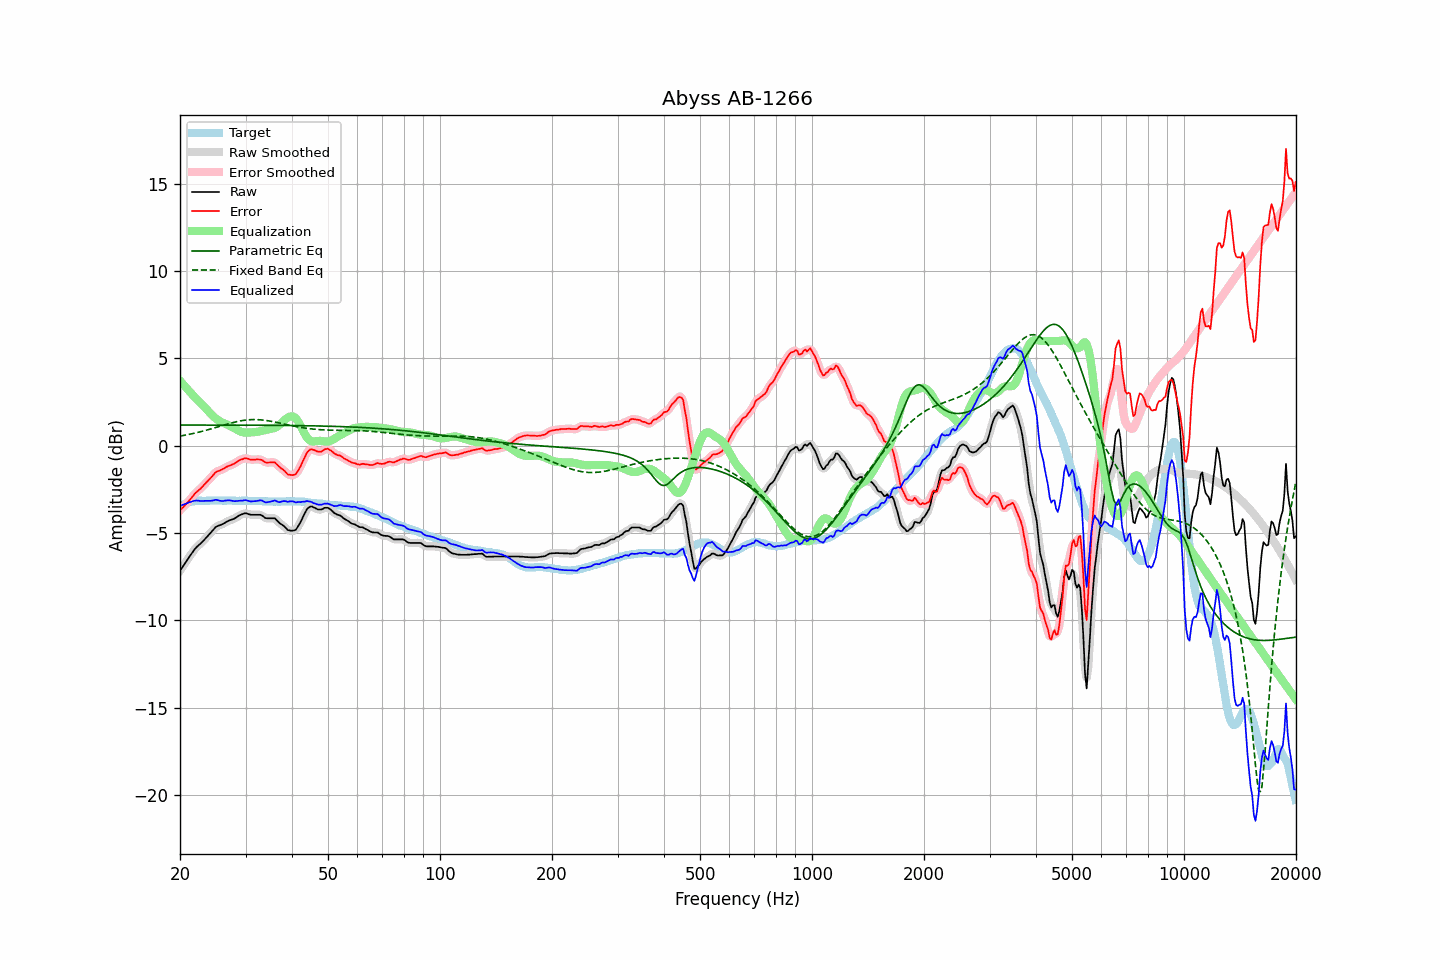 Abyss AB-1266
Target
Raw Smoothed
Error Smoothed
Raw
Error
Equalization
Parametric Eq
Fixed Band Eq
Equalized
15
10
5
0
−5
−10
−15
−20
Amplitude (dBr)
20
50
100
200
500
1000
2000
5000
10000
20000
Frequency (Hz)